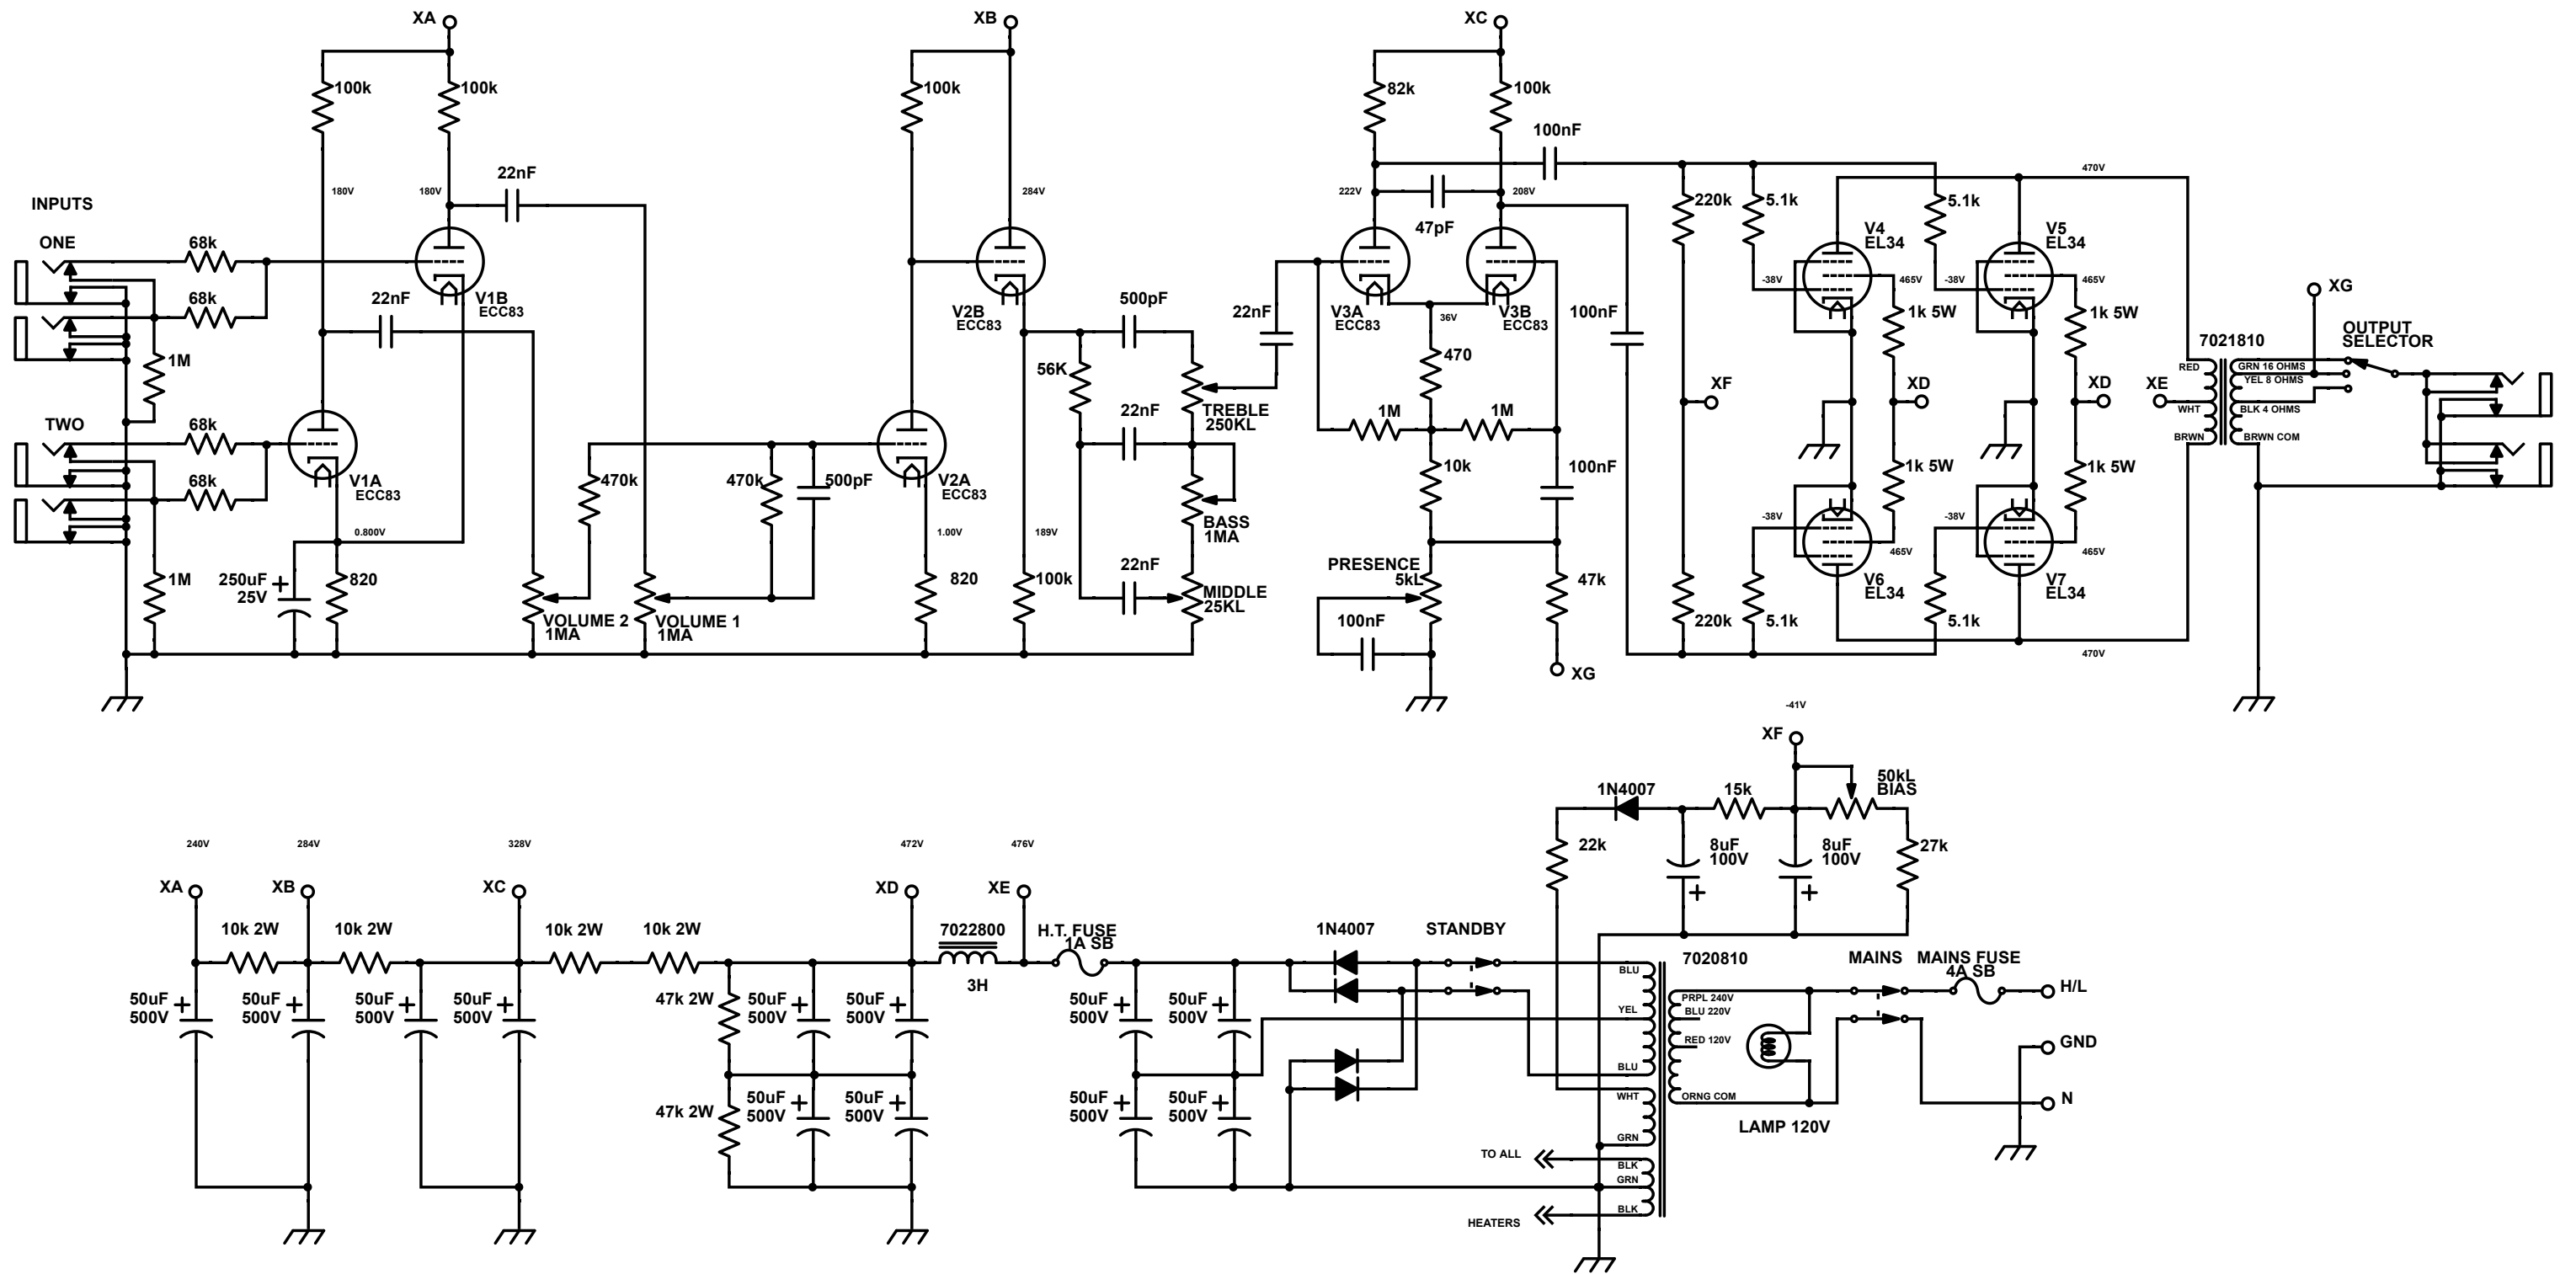 XA
XB
XC
100k
100k
100k
82k
100k
100nF
22nF
470V
180V
180V
284V
222V
208V
INPUTS
220k
5.1k
5.1k
47pF
V4
EL34
V5
EL34
ONE
68k
-38V
465V
-38V
465V
XG
22nF
V1B
ECC83
500pF
V2B
ECC83
22nF
V3A
ECC83
V3B
ECC83
36V
100nF
1k 5W
1k 5W
68k
OUTPUT
SELECTOR
7021810
1M
56K
470
RED
GRN 16 OHMS
YEL 8 OHMS
XF
XD
XD
XE
TREBLE
250KL
22nF
1M
1M
WHT
BLK 4 OHMS
TWO
68k
BRWN
BRWN COM
68k
V1A
ECC83
470k
470k
500pF
V2A
ECC83
10k
100nF
1k 5W
1k 5W
BASS
1MA
-38V
-38V
0.800V
1.00V
189V
465V
465V
1M
250uF
25V
820
820
100k
22nF
PRESENCE
5kL
47k
V6
EL34
V7
EL34
MIDDLE
25KL
VOLUME 2
1MA
VOLUME 1
1MA
100nF
220k
5.1k
5.1k
470V
XG
-41V
XF
1N4007
15k
50kL
BIAS
240V
284V
328V
472V
476V
22k
8uF
100V
8uF
100V
27k
XA
XB
XC
XD
XE
10k 2W
10k 2W
10k 2W
10k 2W
7022800
H.T. FUSE
1A SB
1N4007
STANDBY
7020810
MAINS
MAINS FUSE
4A SB
3H
BLU
H/L
50uF
500V
50uF
500V
50uF
500V
50uF
500V
47k 2W
50uF
500V
50uF
500V
50uF
500V
50uF
500V
YEL
PRPL 240V
BLU 220V
RED 120V
GND
BLU
47k 2W
50uF
500V
50uF
500V
50uF
500V
50uF
500V
WHT
ORNG COM
N
LAMP 120V
GRN
TO ALL
BLK
GRN
BLK
HEATERS